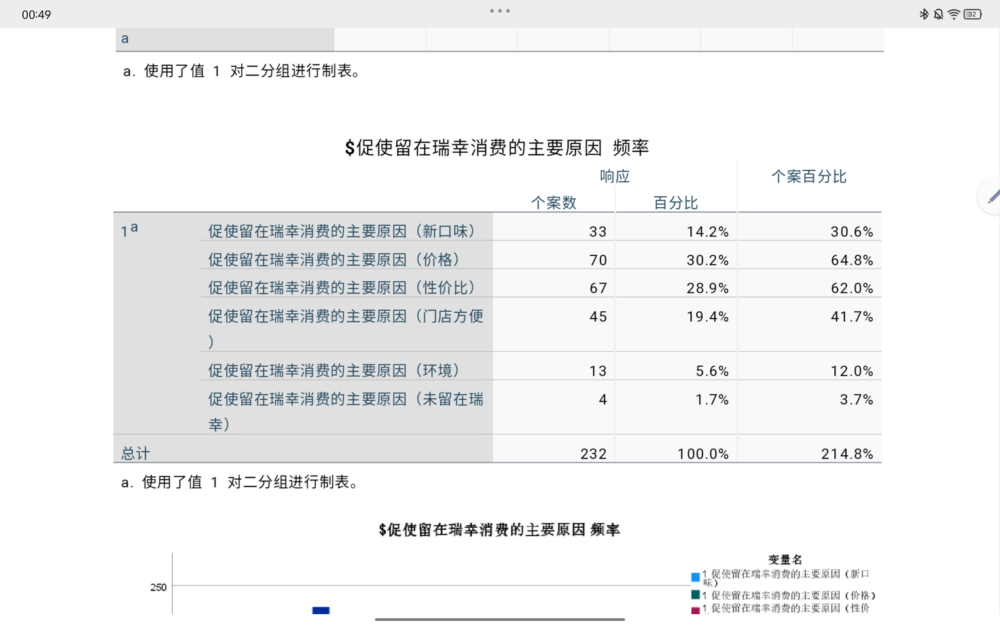 00:49
32
a
a. 使用了值 1 对二分组进行制表。
$促使留在瑞幸消费的主要原因 频率
响应 个案百分比
个案数 百分比
1a 促使留在瑞幸消费的主要原因（新口味） 33 14.2% 30.6%
促使留在瑞幸消费的主要原因（价格） 70 30.2% 64.8%
促使留在瑞幸消费的主要原因（性价比） 67 28.9% 62.0%
促使留在瑞幸消费的主要原因（门店方便 45 19.4% 41.7%
）
促使留在瑞幸消费的主要原因（环境） 13 5.6% 12.0%
促使留在瑞幸消费的主要原因（未留在瑞 4 1.7% 3.7%
幸）
总计 232 100.0% 214.8%
a. 使用了值 1 对二分组进行制表。
$促使留在瑞幸消费的主要原因 频率
变量名
250
1 促使留在瑞幸消费的主要原因（新口
味）
1 促使留在瑞幸消费的主要原因（价格）
1 促使留在瑞幸消费的主要原因（性价